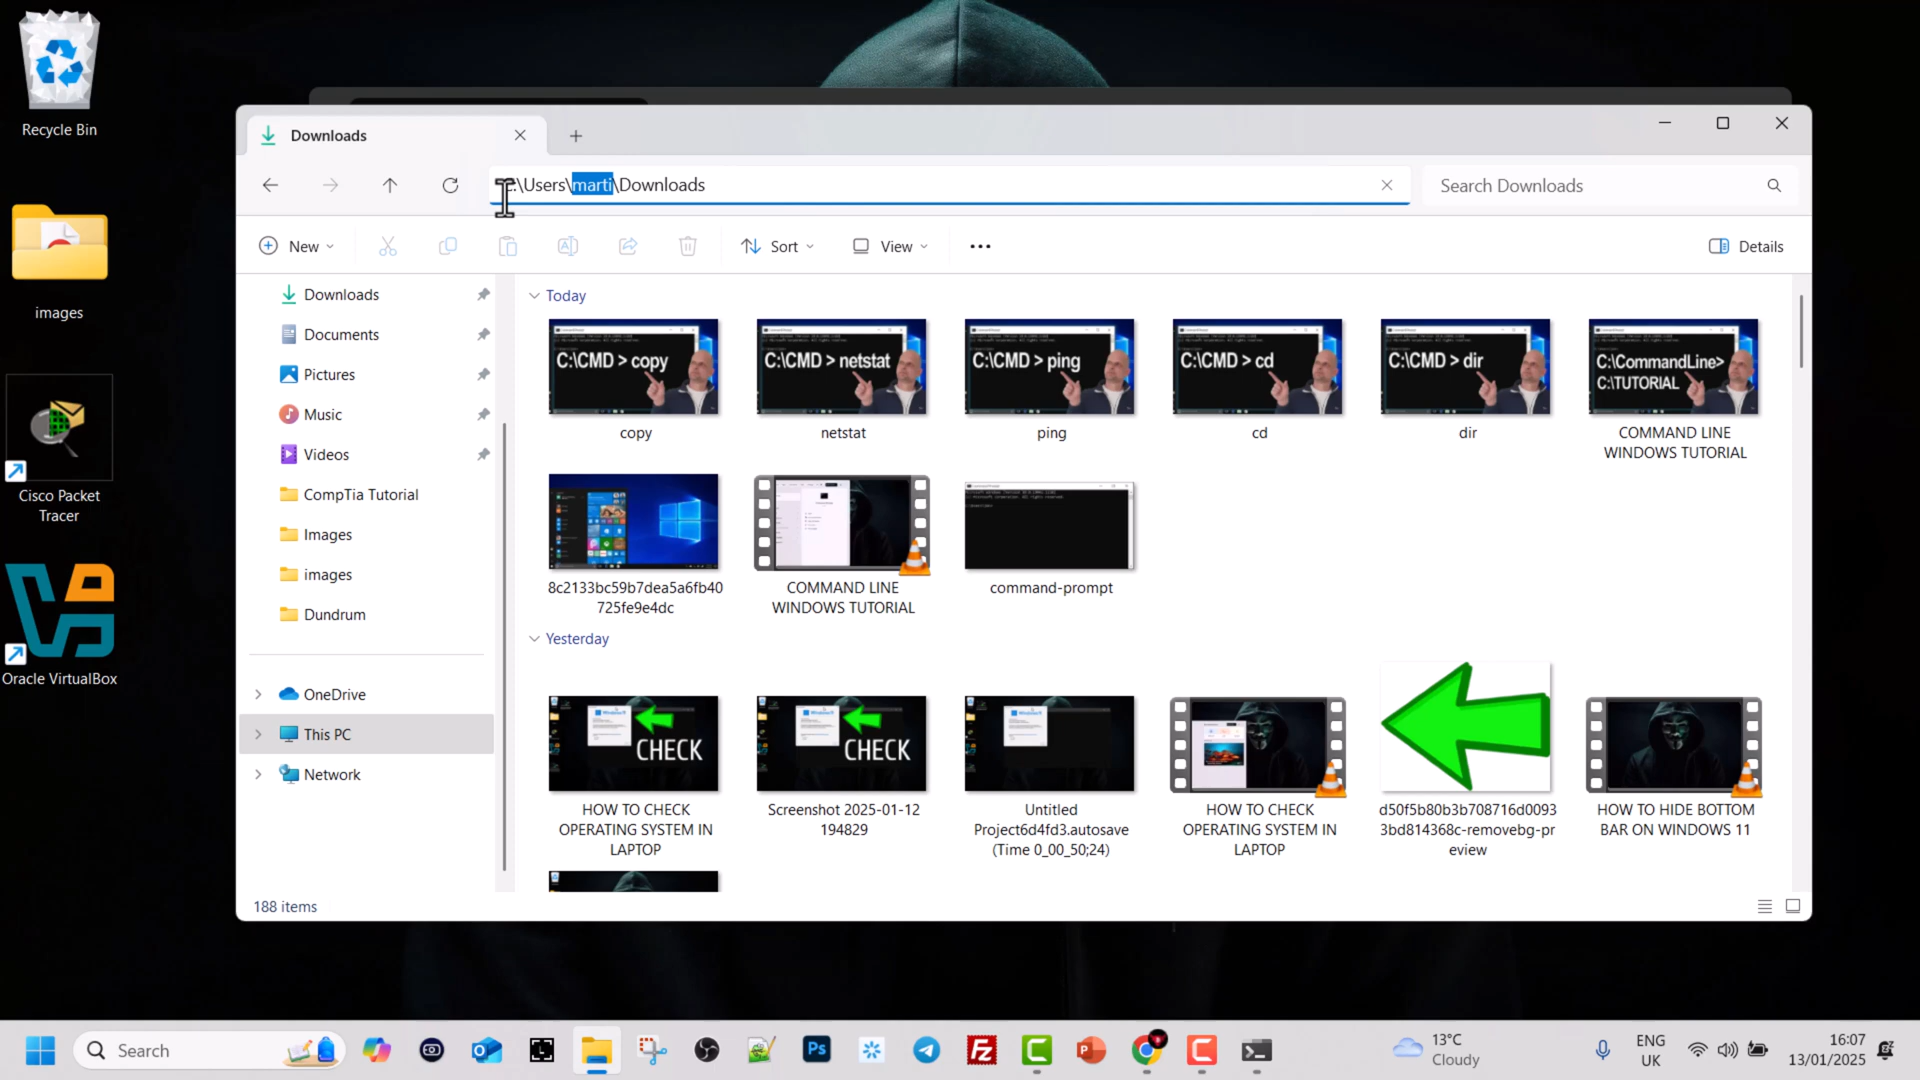 Recycle Bin
images
Cisco Packet
Tracer
Oracle VirtualBox
Downloads
:\Users\marti\Downloads
Search Downloads
New
Sort
View
Details
Downloads
Documents
Pictures
Music
Videos
CompTia Tutorial
Images
images
Dundrum
OneDrive
This PC
Network
Today
C:\CMD > copy
C:\CMD > netstat
C:\CMD > ping
C:\CMD > cd
C:\CMD > dir
C:\CommandLine>
C:\TUTORIAL
copy
netstat
ping
cd
dir
COMMAND LINE
WINDOWS TUTORIAL
8c2133bc59b7dea5a6fb40
725fe9e4dc
COMMAND LINE
WINDOWS TUTORIAL
command-prompt
Yesterday
CHECK
CHECK
HOW TO CHECK
OPERATING SYSTEM IN
LAPTOP
Screenshot 2025-01-12
194829
Untitled
Project6d4fd3.autosave
(Time 0_00_50;24)
HOW TO CHECK
OPERATING SYSTEM IN
LAPTOP
d50f5b80b3b708716d0093
3bd814368c-removebg-pr
eview
HOW TO HIDE BOTTOM
BAR ON WINDOWS 11
188 items
Search
Ps
Fz
13°C
Cloudy
ENG
UK
16:07
13/01/2025